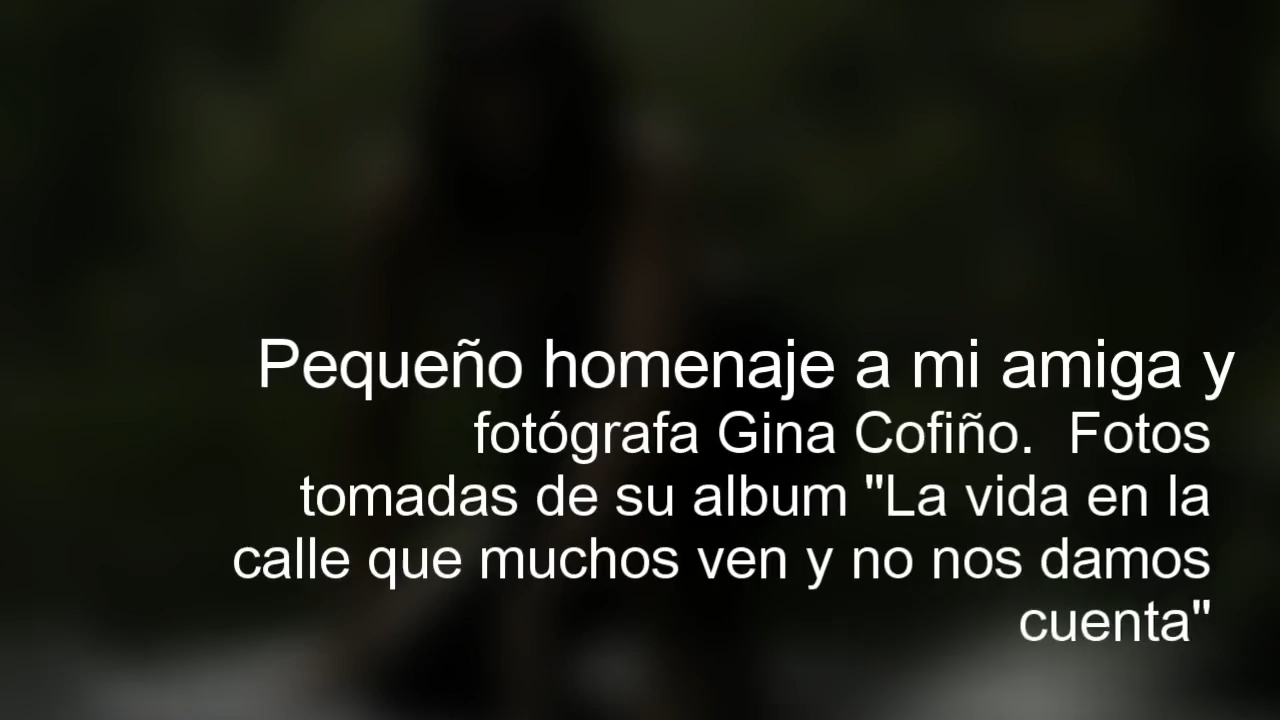 Pequeño homenaje a mi amiga y
fotógrafa Gina Cofiño.  Fotos
tomadas de su album "La vida en la
calle que muchos ven y no nos damos
cuenta"